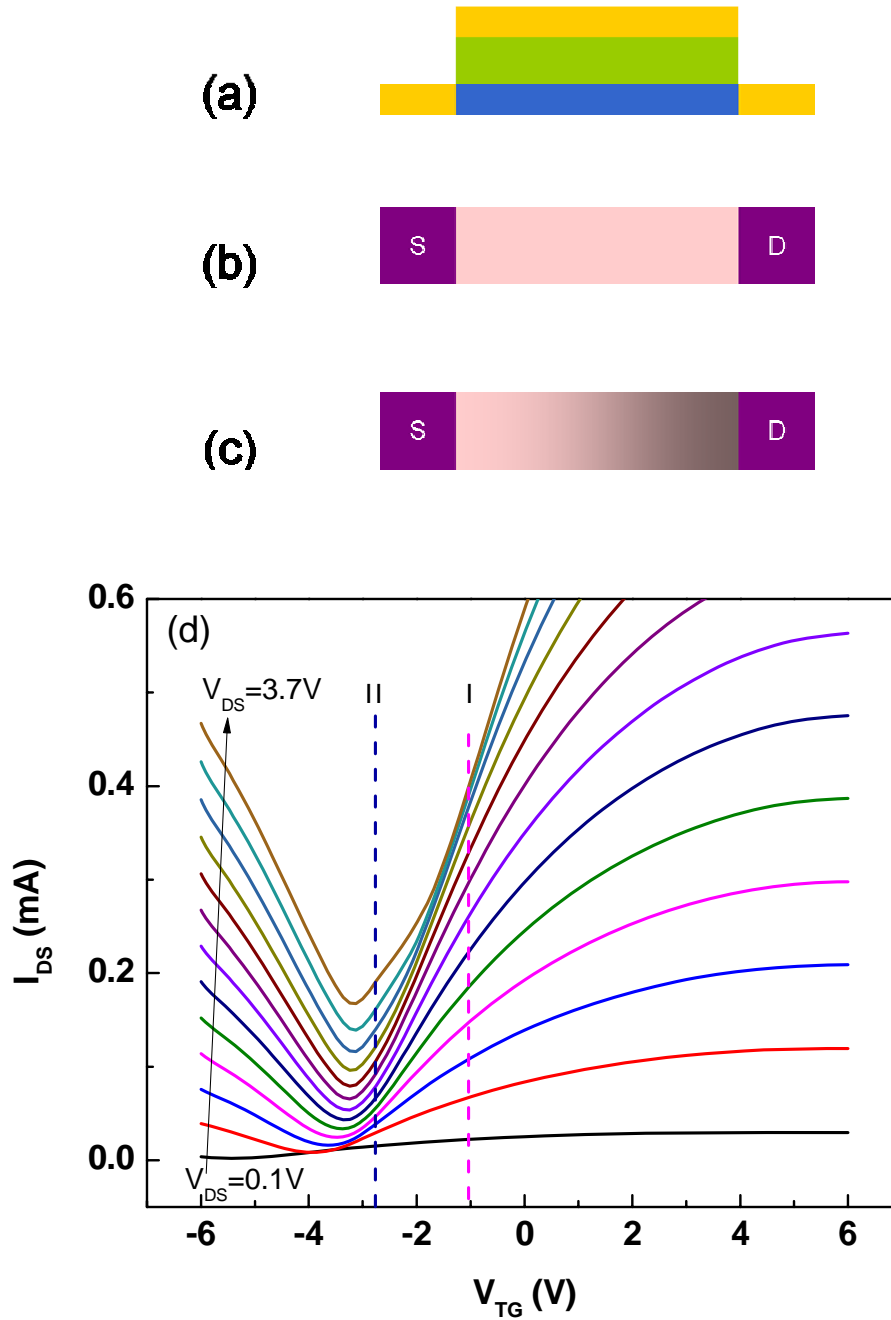 (a)
(b)
S D
(c)
S D
(d)
V_DS=3.7V
II I
V_DS=0.1V
0.6
0.4
0.2
0.0
I_DS (mA)
-6 -4 -2 0 2 4 6
V_TG (V)